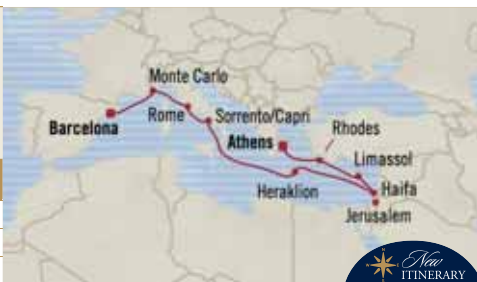 Monte Carlo
Barcelona
Rome
Sorrento/Capri
Athens
Rhodes
Limassol
Heraklion
Haifa
Jerusalem
New
ITINERARY